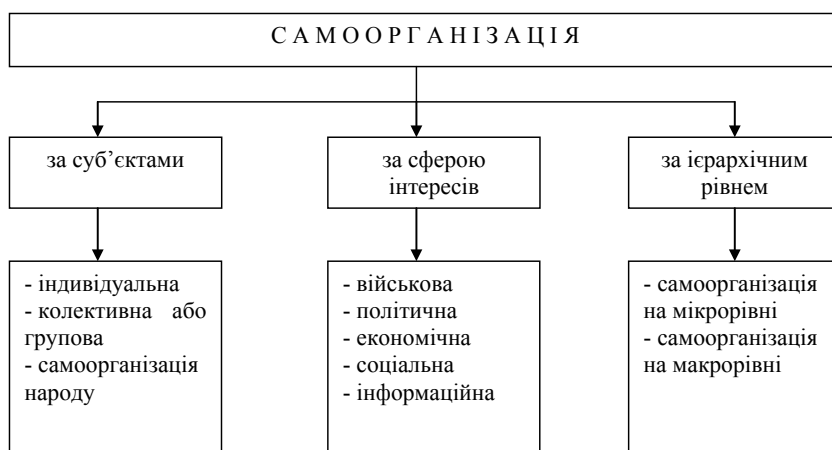 С А М О О Р Г А Н І З А Ц І Я
за суб’єктами
за сферою
інтересів
за ієрархічним
рівнем
- індивідуальна
- колективна або
групова
- самоорганізація
народу
- військова
- політична
- економічна
- соціальна
- інформаційна
- самоорганізація
на мікрорівні
- самоорганізація
на макрорівні